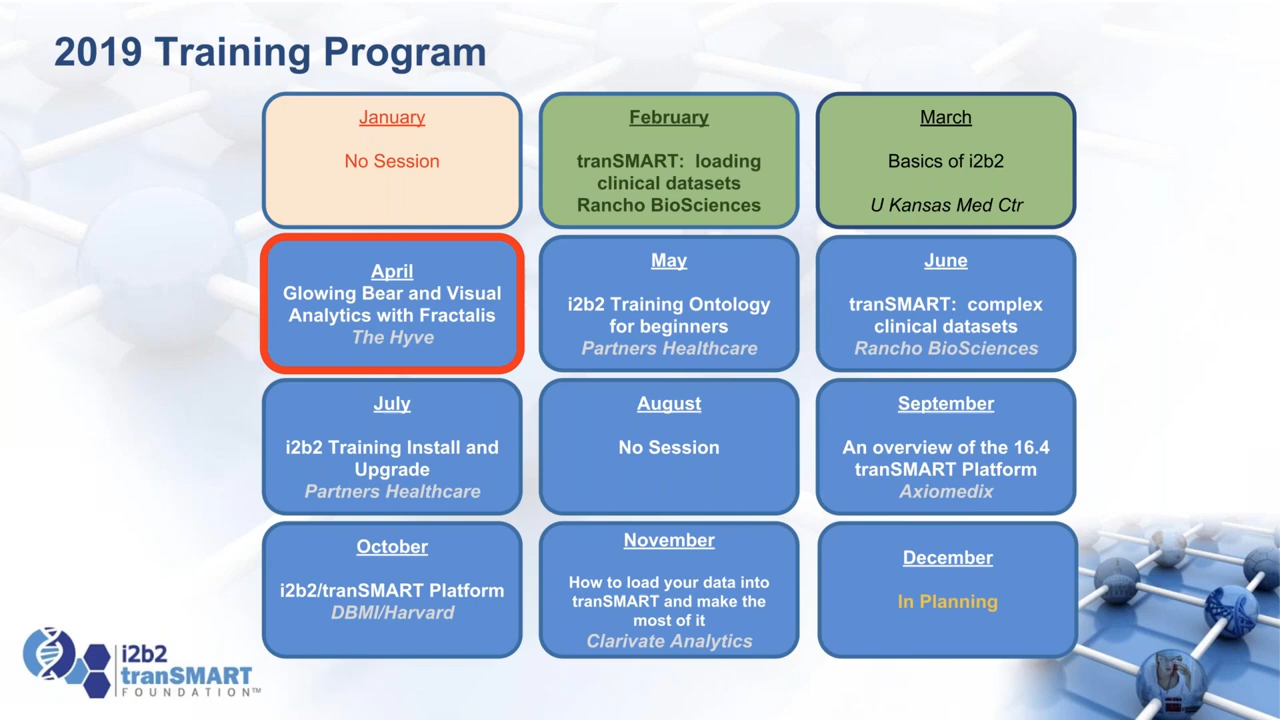 2019 Training Program
January
No Session
February
tranSMART: loading
clinical datasets
Rancho BioSciences
March
Basics of i2b2
U Kansas Med Ctr
April
Glowing Bear and Visual
Analytics with Fractalis
The Hyve
May
i2b2 Training Ontology
for beginners
Partners Healthcare
June
tranSMART: complex
clinical datasets
Rancho BioSciences
July
i2b2 Training Install and
Upgrade
Partners Healthcare
August
No Session
September
An overview of the 16.4
tranSMART Platform
Axiomedix
October
i2b2/tranSMART Platform
DBMI/Harvard
November
How to load your data into
tranSMART and make the
most of it
Clarivate Analytics
December
In Planning
i2b2
tranSMART
FOUNDATION™